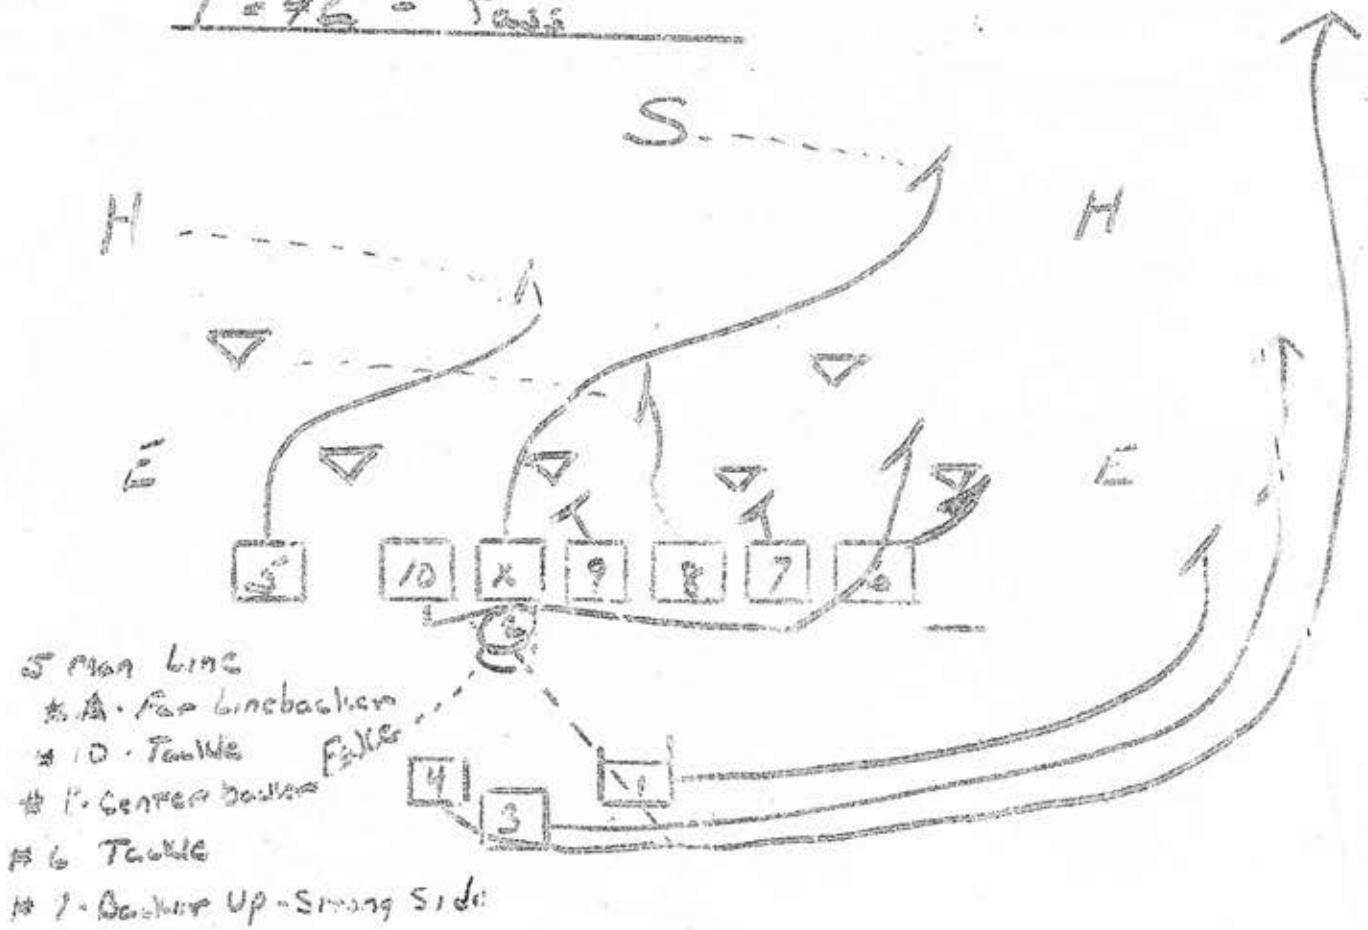 S
H H
E E
5 10 X 9 8 7 6
5 Man Line
Far Linebacker
# 10 - Tackle Fake
# 1 - Center backer
4 1
3
# 6 Tackle
# 7 - Backer Up - Strong Side